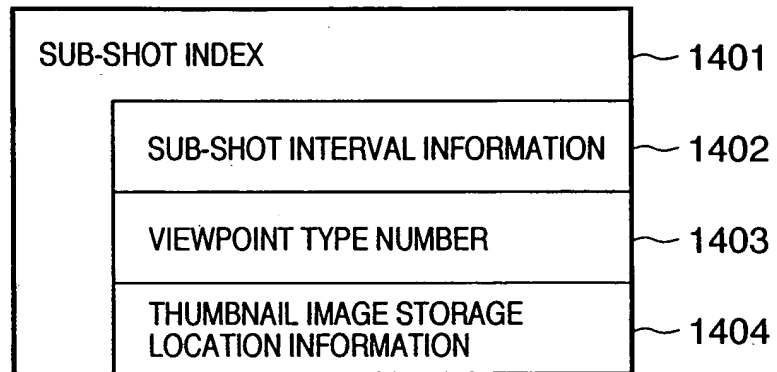 SUB-SHOT INDEX 1401
SUB-SHOT INTERVAL INFORMATION 1402
VIEWPOINT TYPE NUMBER 1403
THUMBNAIL IMAGE STORAGE
LOCATION INFORMATION 1404